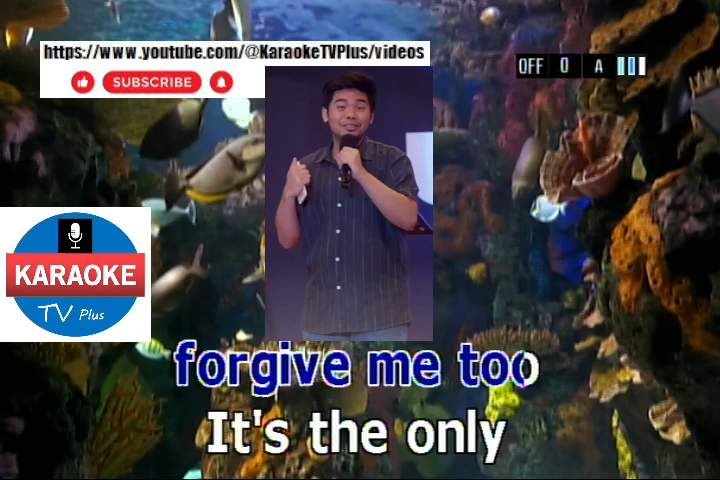 https://www.youtube.com/@KaraokeTVPlus/videos
SUBSCRIBE
OFF 0 A
KARAOKE
TV Plus
forgive me too
It's the only